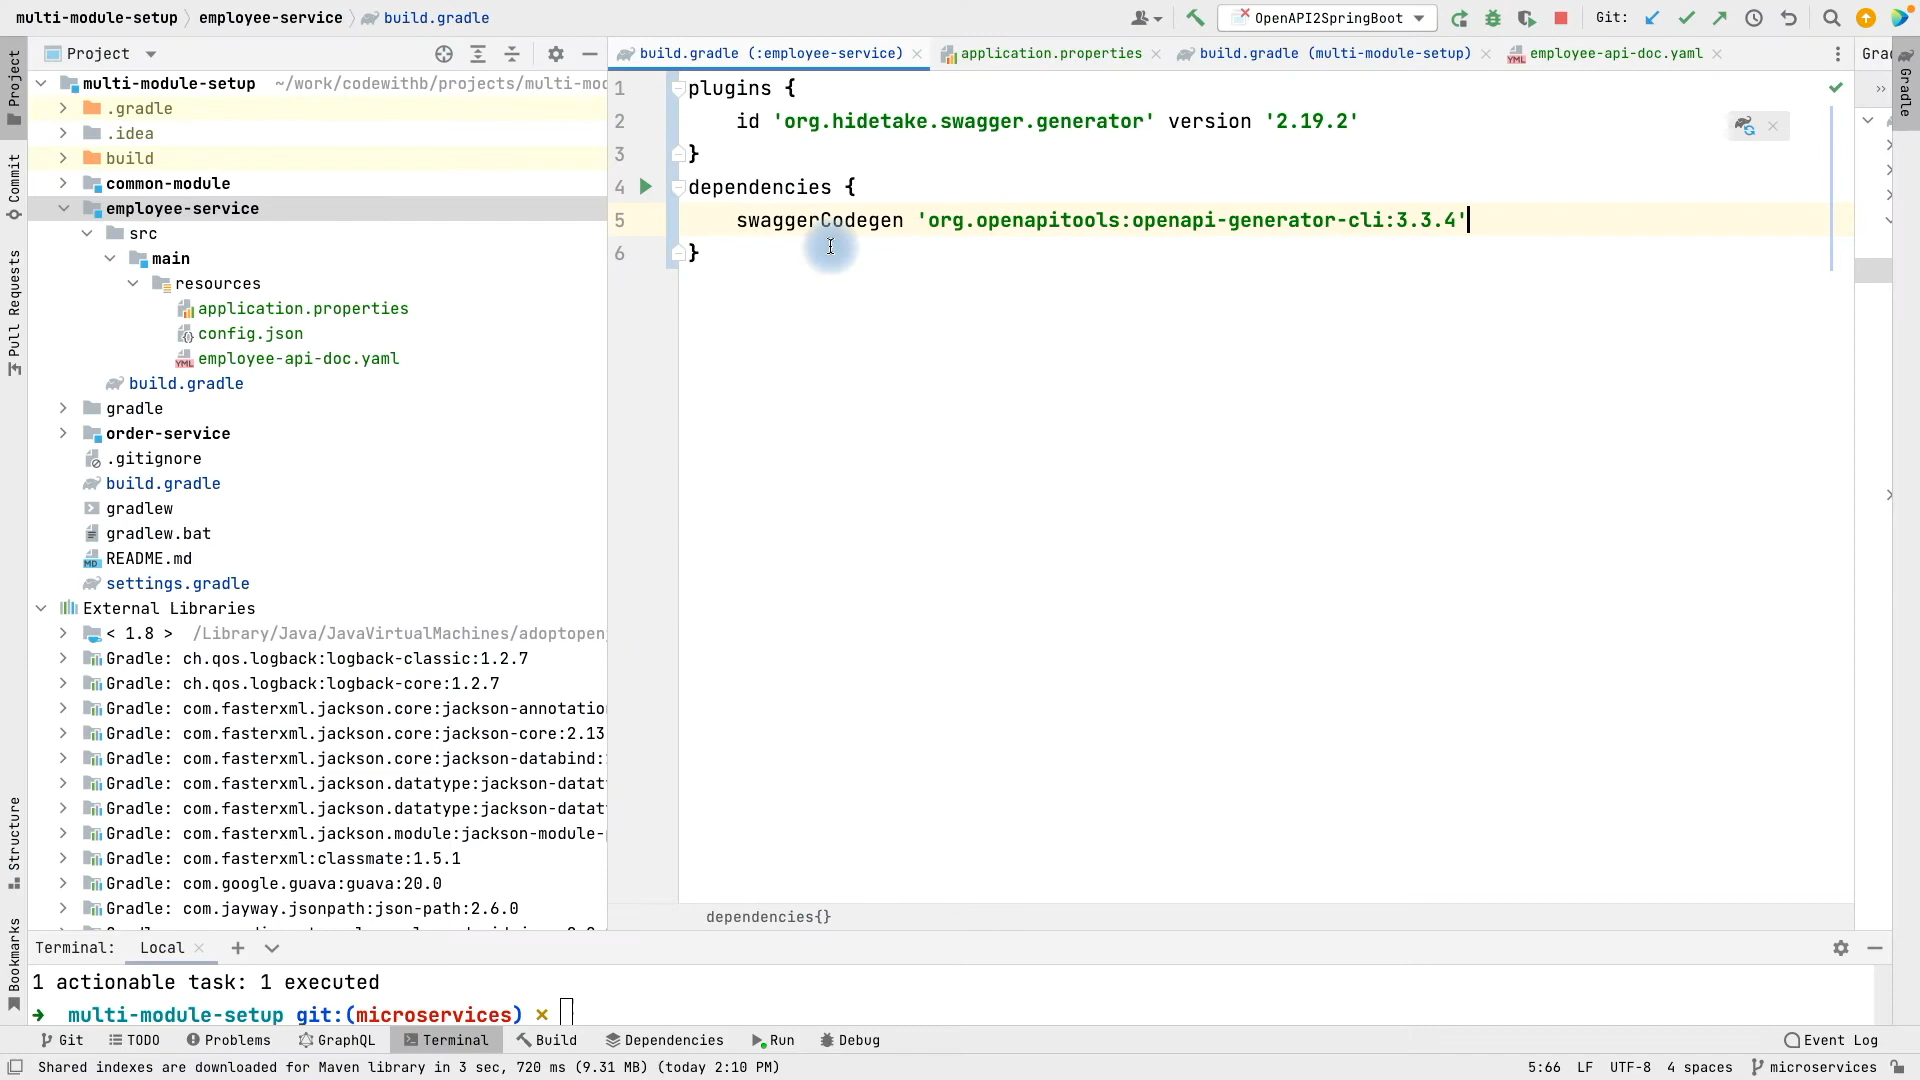 multi-module-setup employee-service build.gradle
OpenAPI2SpringBoot
Git:
Project
build.gradle (:employee-service)
application.properties
build.gradle (multi-module-setup)
employee-api-doc.yaml
Grad
Project
Commit
Pull Requests
Structure
Bookmarks
Gradle
multi-module-setup ~/work/codewithb/projects/multi-mod
.gradle
.idea
build
common-module
employee-service
src
main
resources
application.properties
config.json
employee-api-doc.yaml
build.gradle
gradle
order-service
.gitignore
build.gradle
gradlew
gradlew.bat
README.md
settings.gradle
External Libraries
< 1.8 > /Library/Java/JavaVirtualMachines/adoptopen
Gradle: ch.qos.logback:logback-classic:1.2.7
Gradle: ch.qos.logback:logback-core:1.2.7
Gradle: com.fasterxml.jackson.core:jackson-annotation
Gradle: com.fasterxml.jackson.core:jackson-core:2.13
Gradle: com.fasterxml.jackson.core:jackson-databind:
Gradle: com.fasterxml.jackson.datatype:jackson-datat
Gradle: com.fasterxml.jackson.datatype:jackson-datat
Gradle: com.fasterxml.jackson.module:jackson-module-
Gradle: com.fasterxml:classmate:1.5.1
Gradle: com.google.guava:guava:20.0
Gradle: com.jayway.jsonpath:json-path:2.6.0
1 plugins {
2 id 'org.hidetake.swagger.generator' version '2.19.2'
3 }
4 dependencies {
5 swaggerCodegen 'org.openapitools:openapi-generator-cli:3.3.4'
6 }
dependencies{}
Terminal: Local
1 actionable task: 1 executed
➜ multi-module-setup git:(microservices) ✗
Git TODO Problems GraphQL Terminal Build Dependencies Run Debug Event Log
Shared indexes are downloaded for Maven library in 3 sec, 720 ms (9.31 MB) (today 2:10 PM) 5:66 LF UTF-8 4 spaces microservices